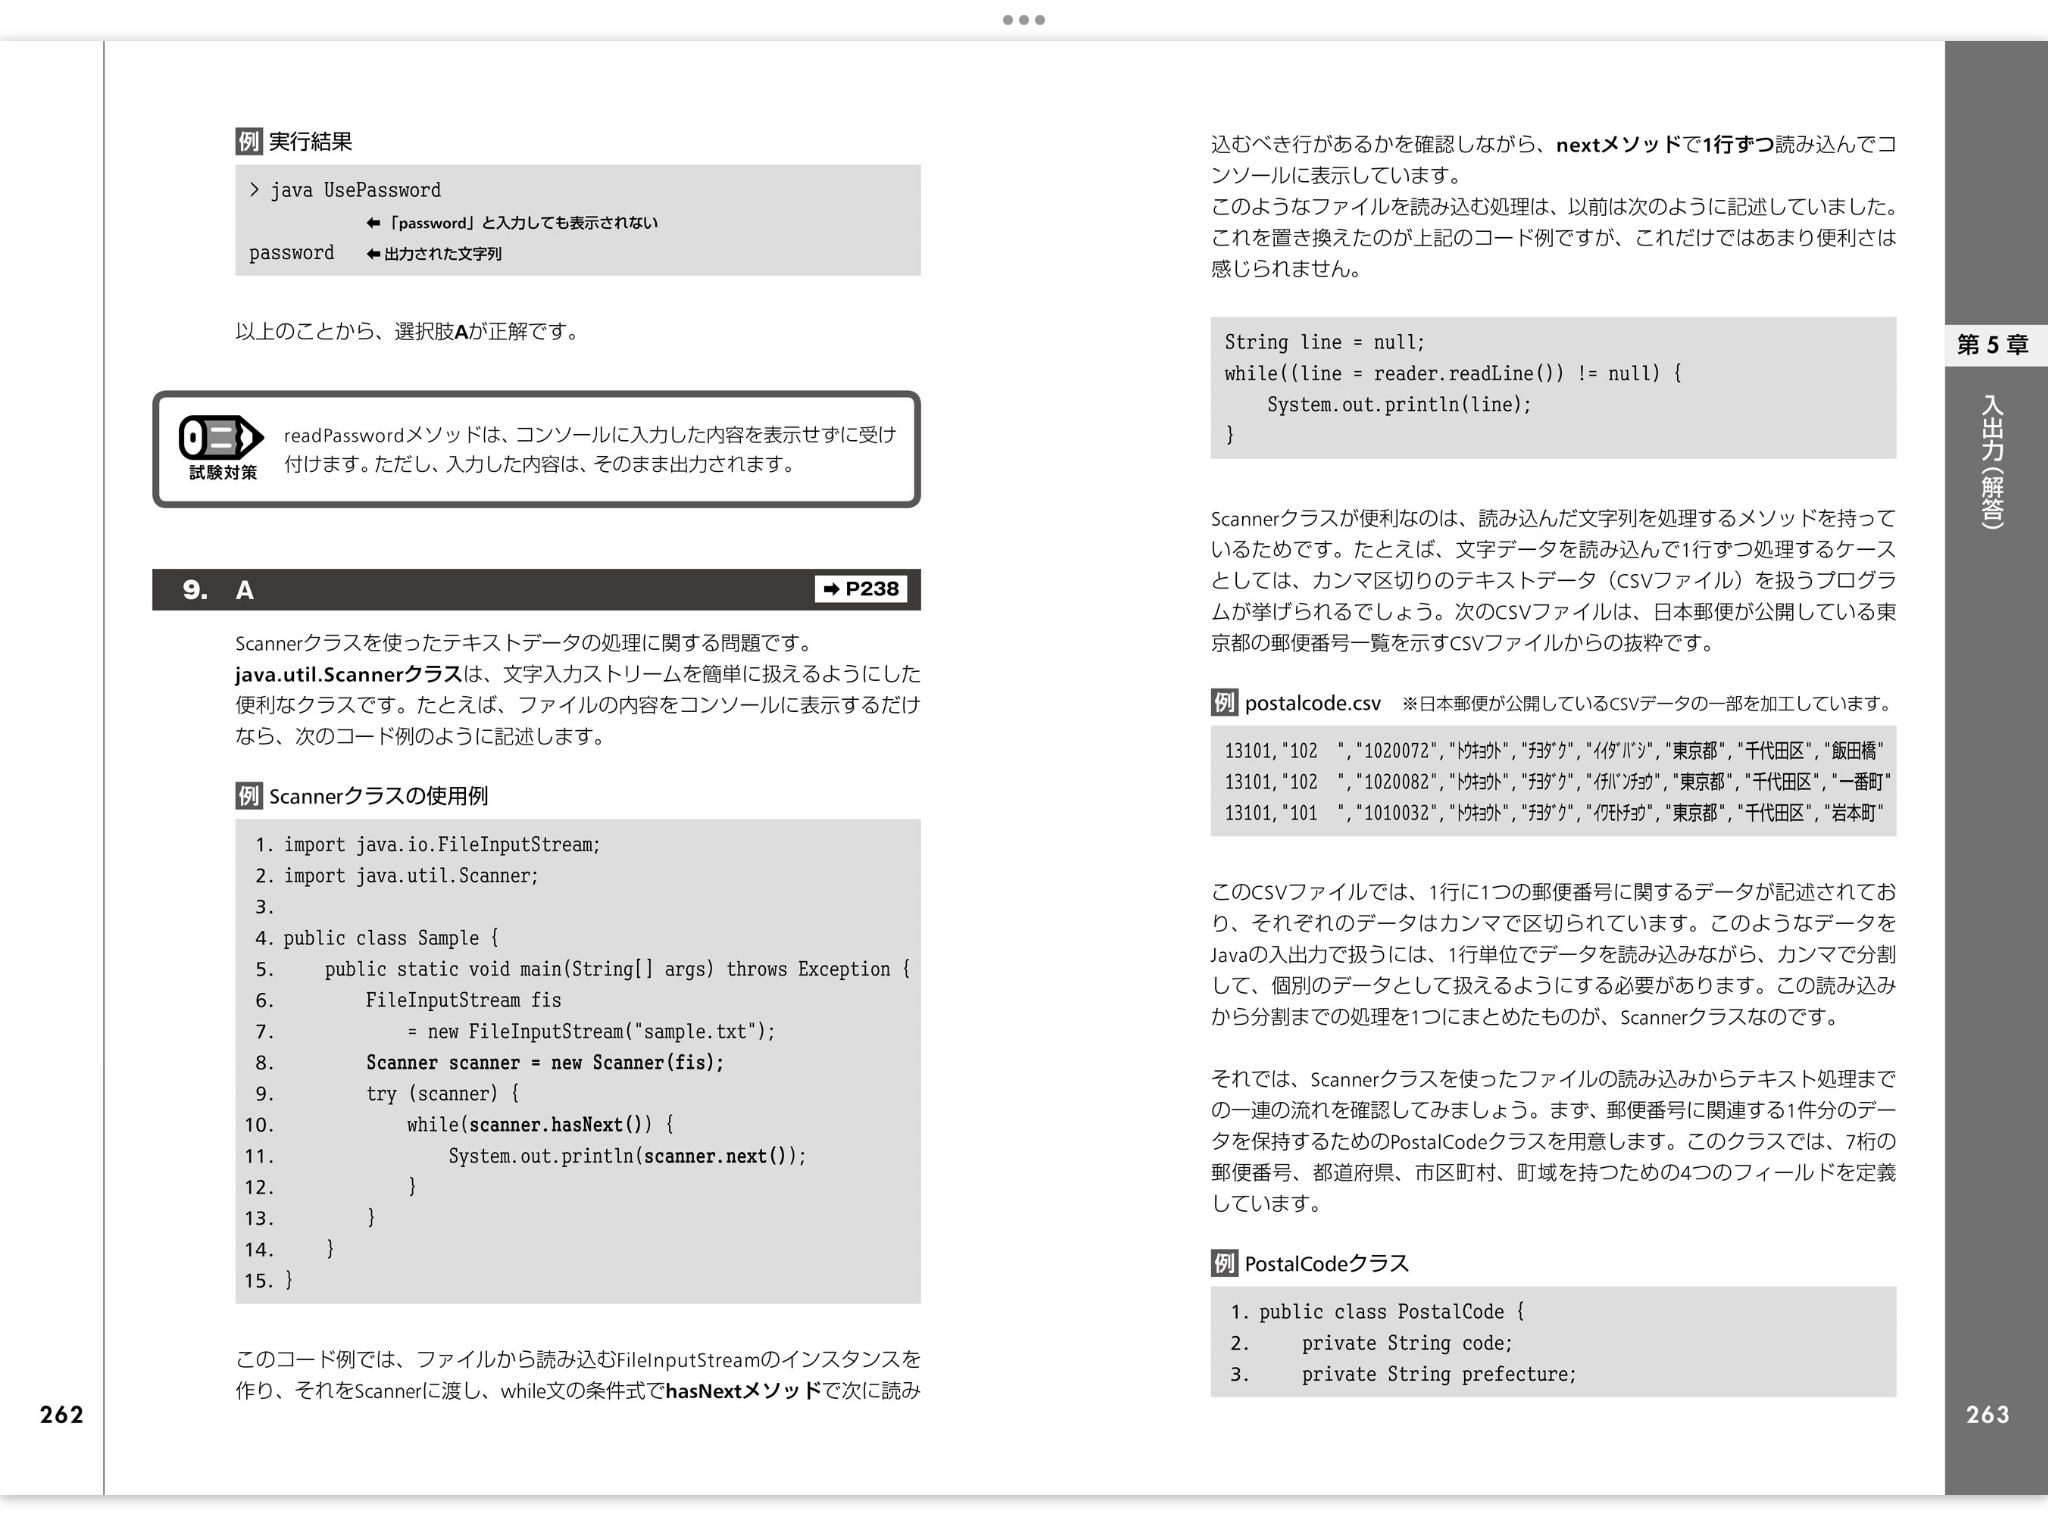 例 実行結果
> java UsePassword
⬅「password」と入力しても表示されない
password ⬅出力された文字列
以上のことから、選択肢Aが正解です。
試験対策
readPasswordメソッドは、コンソールに入力した内容を表示せずに受け
付けます。ただし、入力した内容は、そのまま出力されます。
9. A ➡P238
Scannerクラスを使ったテキストデータの処理に関する問題です。
java.util.Scannerクラスは、文字入力ストリームを簡単に扱えるようにした
便利なクラスです。たとえば、ファイルの内容をコンソールに表示するだけ
なら、次のコード例のように記述します。
例 Scannerクラスの使用例
1. import java.io.FileInputStream;
2. import java.util.Scanner;
3.
4. public class Sample {
5.     public static void main(String[] args) throws Exception {
6.         FileInputStream fis
7.             = new FileInputStream("sample.txt");
8.         Scanner scanner = new Scanner(fis);
9.         try (scanner) {
10.             while(scanner.hasNext()) {
11.                 System.out.println(scanner.next());
12.             }
13.         }
14.     }
15. }
このコード例では、ファイルから読み込むFileInputStreamのインスタンスを
作り、それをScannerに渡し、while文の条件式でhasNextメソッドで次に読み
262
込むべき行があるかを確認しながら、nextメソッドで1行ずつ読み込んでコ
ンソールに表示しています。
このようなファイルを読み込む処理は、以前は次のように記述していました。
これを置き換えたのが上記のコード例ですが、これだけではあまり便利さは
感じられません。
String line = null;
while((line = reader.readLine()) != null) {
    System.out.println(line);
}
Scannerクラスが便利なのは、読み込んだ文字列を処理するメソッドを持って
いるためです。たとえば、文字データを読み込んで1行ずつ処理するケース
としては、カンマ区切りのテキストデータ（CSVファイル）を扱うプログラ
ムが挙げられるでしょう。次のCSVファイルは、日本郵便が公開している東
京都の郵便番号一覧を示すCSVファイルからの抜粋です。
例 postalcode.csv ※日本郵便が公開しているCSVデータの一部を加工しています。
13101,"102  ","1020072","ﾄｳｷｮｳﾄ","ﾁﾖﾀﾞｸ","ｲｲﾀﾞﾊﾞｼ","東京都","千代田区","飯田橋"
13101,"102  ","1020082","ﾄｳｷｮｳﾄ","ﾁﾖﾀﾞｸ","ｲﾁﾊﾞﾝﾁｮｳ","東京都","千代田区","一番町"
13101,"101  ","1010032","ﾄｳｷｮｳﾄ","ﾁﾖﾀﾞｸ","ｲﾜﾓﾄﾁｮｳ","東京都","千代田区","岩本町"
このCSVファイルでは、1行に1つの郵便番号に関するデータが記述されてお
り、それぞれのデータはカンマで区切られています。このようなデータを
Javaの入出力で扱うには、1行単位でデータを読み込みながら、カンマで分割
して、個別のデータとして扱えるようにする必要があります。この読み込み
から分割までの処理を1つにまとめたものが、Scannerクラスなのです。
それでは、Scannerクラスを使ったファイルの読み込みからテキスト処理まで
の一連の流れを確認してみましょう。まず、郵便番号に関連する1件分のデー
タを保持するためのPostalCodeクラスを用意します。このクラスでは、7桁の
郵便番号、都道府県、市区町村、町域を持つための4つのフィールドを定義
しています。
例 PostalCodeクラス
1. public class PostalCode {
2.     private String code;
3.     private String prefecture;
第5章
入出力（解答）
263